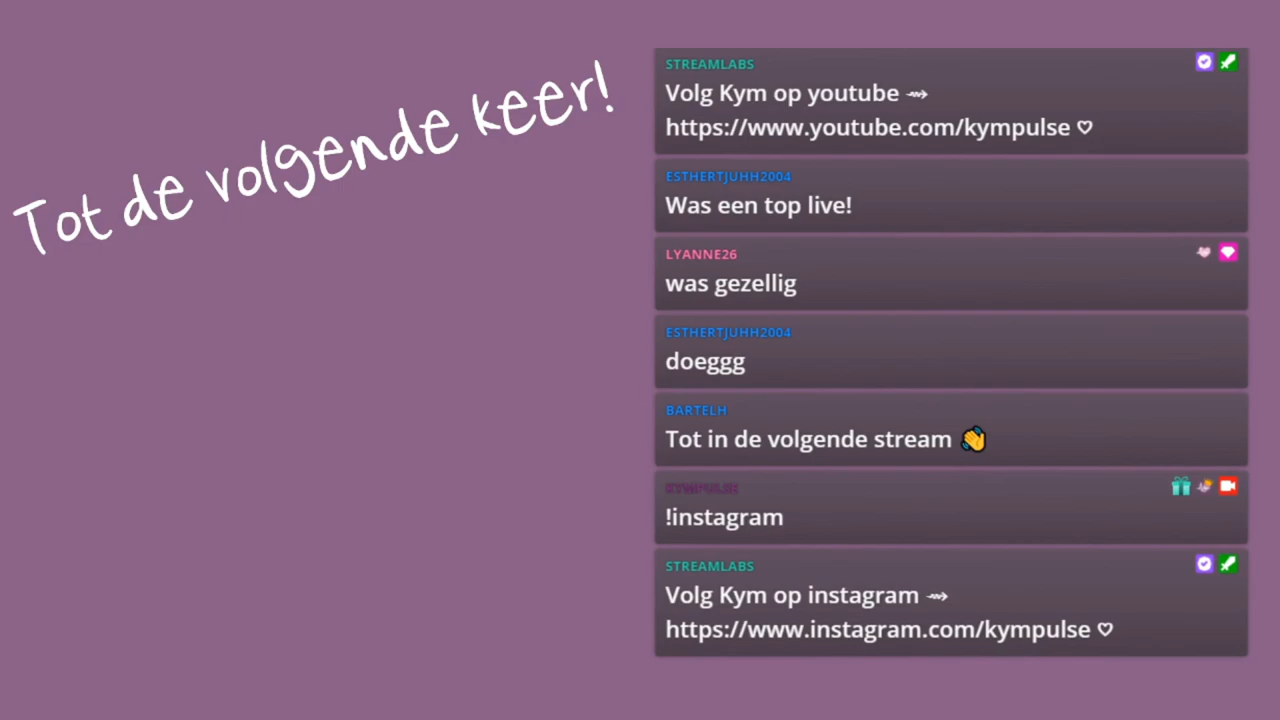 Tot de volgende keer!
STREAMLABS
Volg Kym op youtube ⇝
https://www.youtube.com/kympulse ♡
ESTHERTJUHH2004
Was een top live!
LYANNE26
was gezellig
ESTHERTJUHH2004
doeggg
BARTELH
Tot in de volgende stream 👋
KYMPULSE
!instagram
STREAMLABS
Volg Kym op instagram ⇝
https://www.instagram.com/kympulse ♡